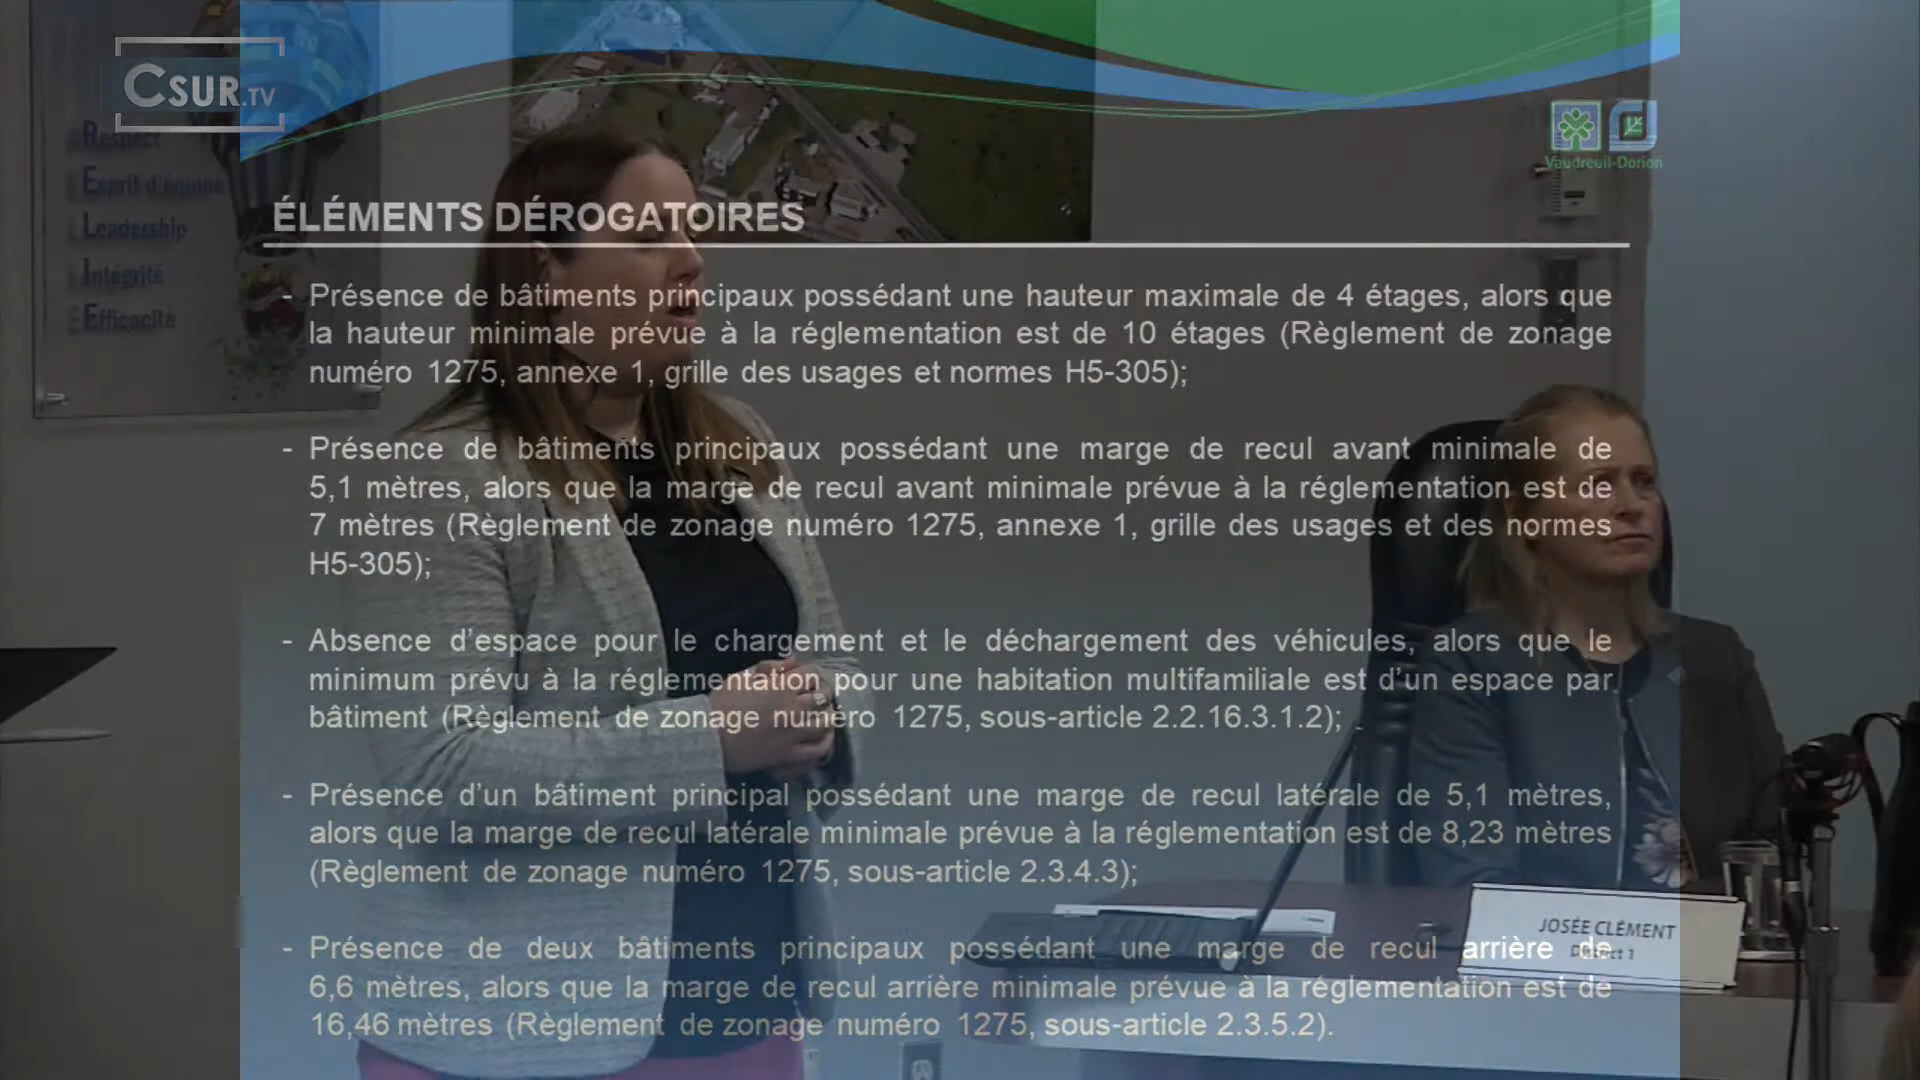 CSUR.TV
Respect
Esprit d'équipe
Leadership
Intégrité
Efficacité
Vaudreuil-Dorion
ÉLÉMENTS DÉROGATOIRES
- Présence de bâtiments principaux possédant une hauteur maximale de 4 étages, alors que
la hauteur minimale prévue à la réglementation est de 10 étages (Règlement de zonage
numéro 1275, annexe 1, grille des usages et normes H5-305);
- Présence de bâtiments principaux possédant une marge de recul avant minimale de
5,1 mètres, alors que la marge de recul avant minimale prévue à la réglementation est de
7 mètres (Règlement de zonage numéro 1275, annexe 1, grille des usages et des normes
H5-305);
- Absence d'espace pour le chargement et le déchargement des véhicules, alors que le
minimum prévu à la réglementation pour une habitation multifamiliale est d'un espace par
bâtiment (Règlement de zonage numéro 1275, sous-article 2.2.16.3.1.2);
- Présence d'un bâtiment principal possédant une marge de recul latérale de 5,1 mètres,
alors que la marge de recul latérale minimale prévue à la réglementation est de 8,23 mètres
(Règlement de zonage numéro 1275, sous-article 2.3.4.3);
- Présence de deux bâtiments principaux possédant une marge de recul arrière de
6,6 mètres, alors que la marge de recul arrière minimale prévue à la réglementation est de
16,46 mètres (Règlement de zonage numéro 1275, sous-article 2.3.5.2).
JOSÉE CLÉMENT
District 1